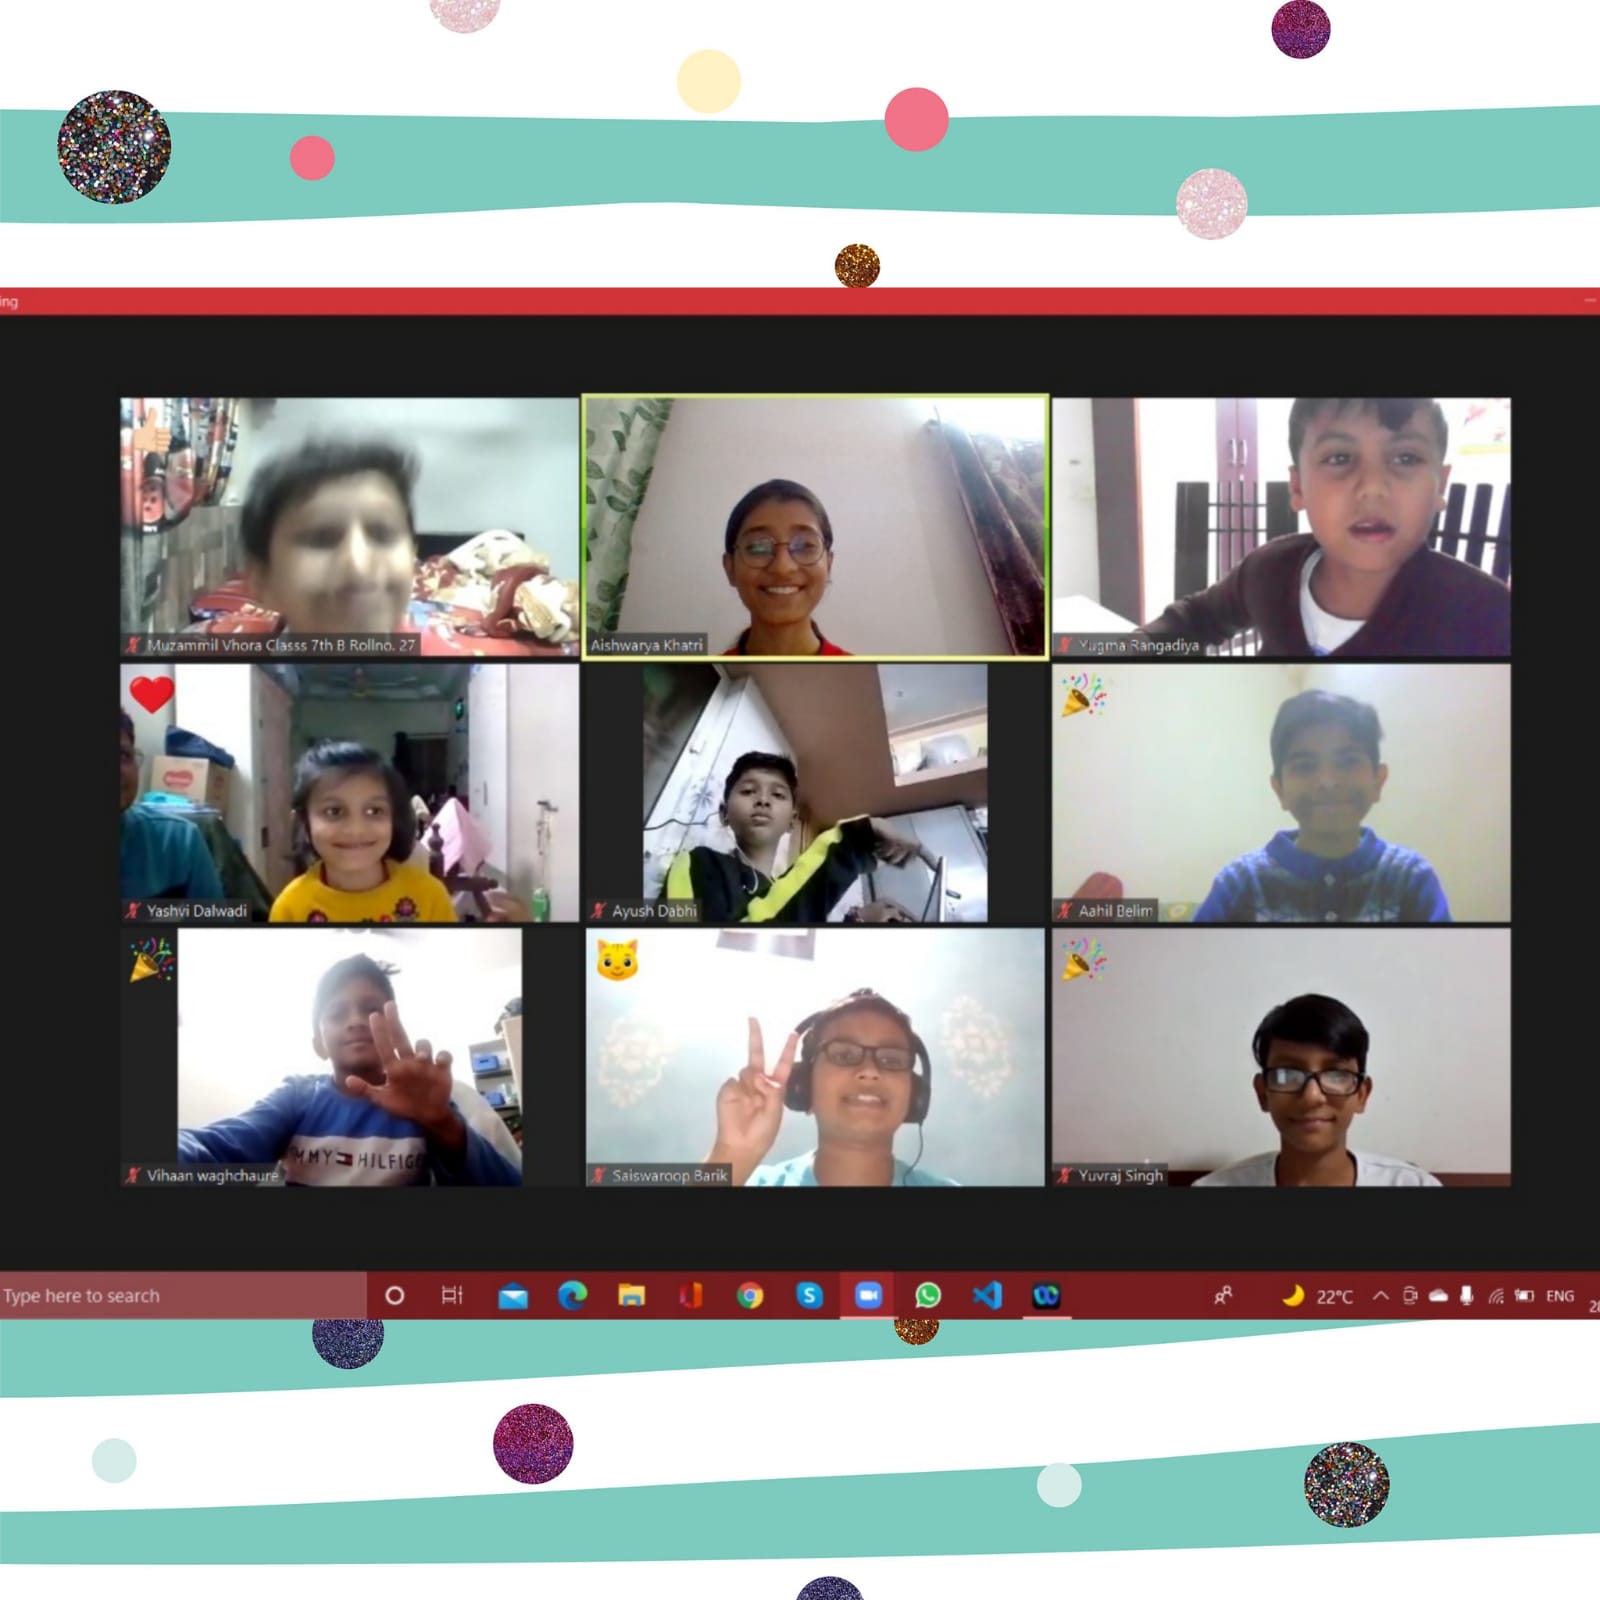 ing
Muzammil Vhora Classs 7th B Rollno. 27
Aishwarya Khatri
Yugma Rangadiya
Yashvi Dalwadi
Ayush Dabhi
Aahil Belim
MMY HILFIGE
Vihaan waghchaure
Saiswaroop Barik
Yuvraj Singh
Type here to search
22°C
ENG